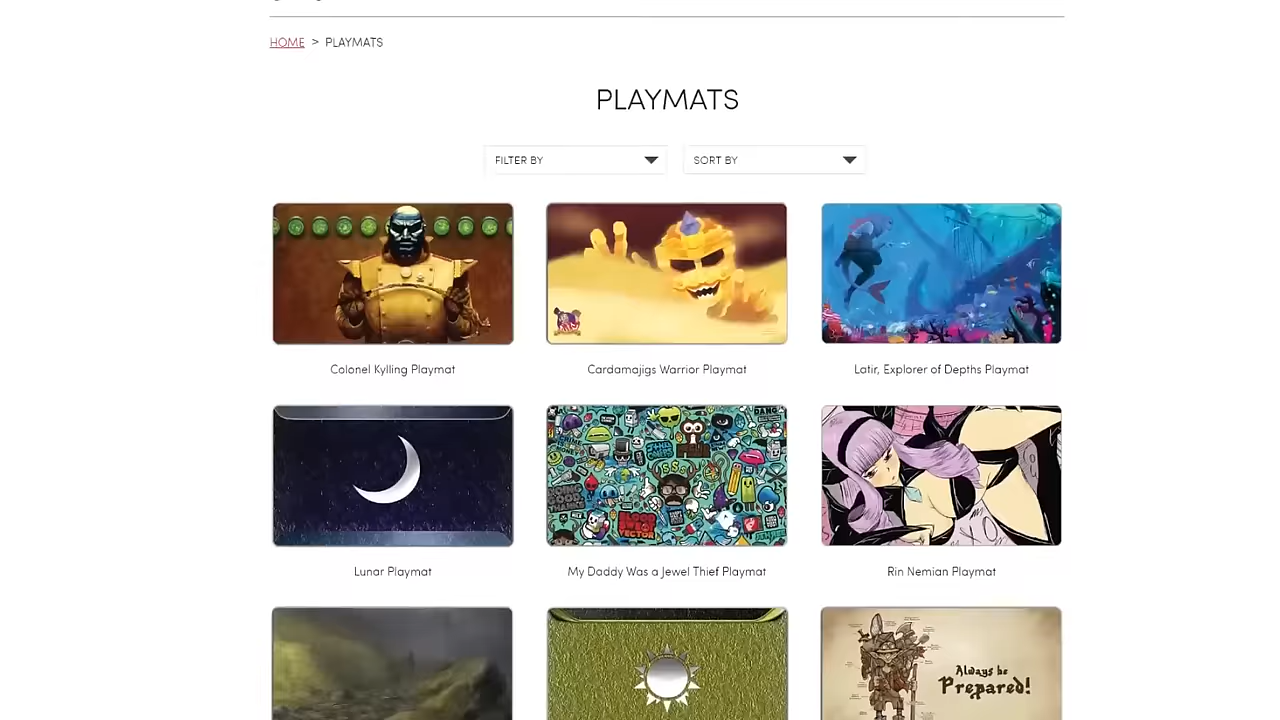 HOME > PLAYMATS
PLAYMATS
FILTER BY
SORT BY
Colonel Kylling Playmat
Cardamajigs Warrior Playmat
Latir, Explorer of Depths Playmat
DANG
Lunar Playmat
My Daddy Was a Jewel Thief Playmat
Rin Nemian Playmat
Always be
Prepared!